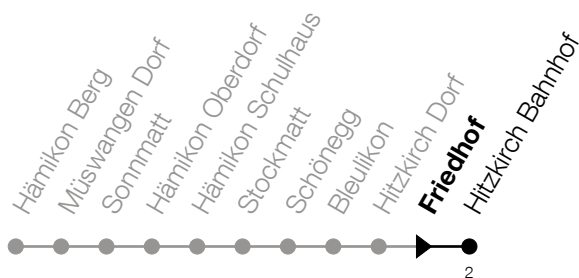 Hämikon Berg
Müswangen Dorf
Sonnmatt
Hämikon Oberdorf
Hämikon Schulhaus
Stockmatt
Schönegg
Bleulikon
Hitzkirch Dorf
Friedhof
Hitzkirch Bahnhof
2